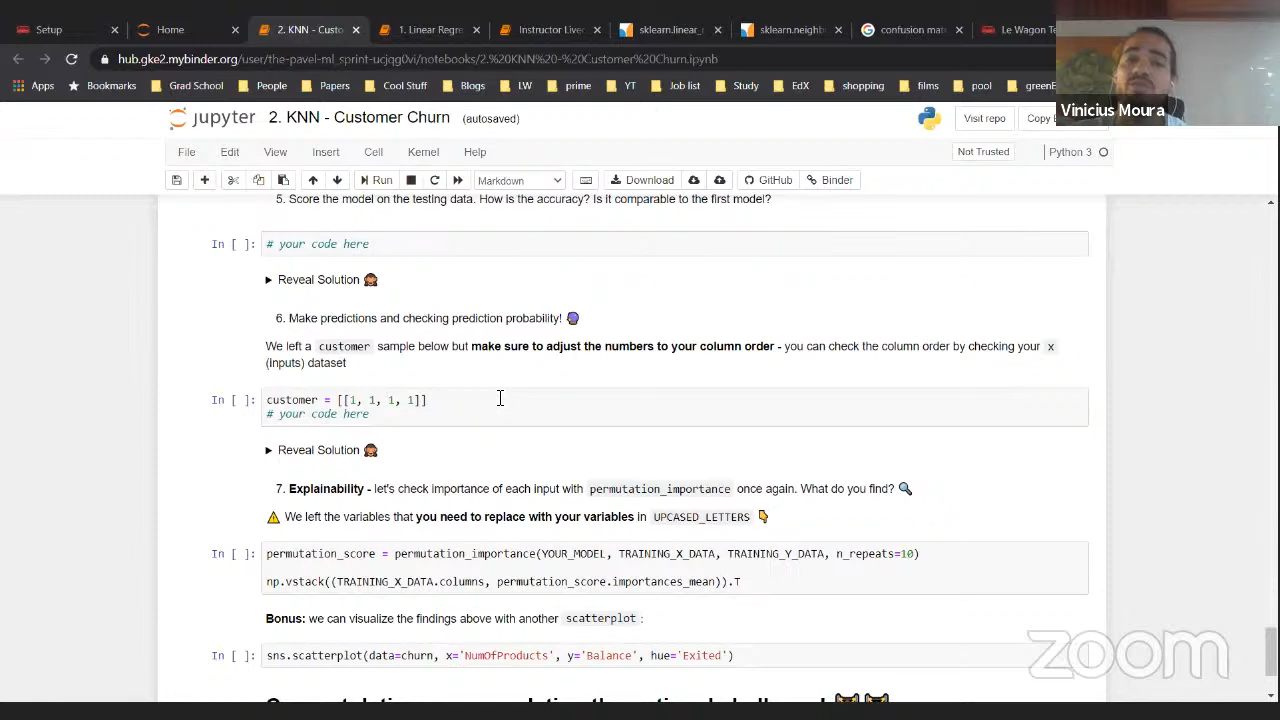 Setup
Home
2. KNN - Custo
1. Linear Regre
Instructor Livec
sklearn.linear_
sklearn.neighb
confusion mat
Le Wagon Te
hub.gke2.mybinder.org/user/the-pavel-ml_sprint-ucjqg0vi/notebooks/2.%20KNN%20-%20Customer%20Churn.ipynb
Apps Bookmarks Grad School People Papers Cool Stuff Blogs LW prime YT Job list Study EdX shopping films pool greenE
Vinicius Moura
jupyter 2. KNN - Customer Churn (autosaved)
Visit repo
File Edit View Insert Cell Kernel Help
Not Trusted Python 3
Run Markdown Download GitHub Binder
5. Score the model on the testing data. How is the accuracy? Is it comparable to the first model?
In [ ]: # your code here
Reveal Solution
6. Make predictions and checking prediction probability!
We left a customer sample below but make sure to adjust the numbers to your column order - you can check the column order by checking your x
(inputs) dataset
In [ ]: customer = [[1, 1, 1, 1]]
# your code here
Reveal Solution
7. Explainability - let's check importance of each input with permutation_importance once again. What do you find?
We left the variables that you need to replace with your variables in UPCASED_LETTERS
In [ ]: permutation_score = permutation_importance(YOUR_MODEL, TRAINING_X_DATA, TRAINING_Y_DATA, n_repeats=10)
np.vstack((TRAINING_X_DATA.columns, permutation_score.importances_mean)).T
Bonus: we can visualize the findings above with another scatterplot:
In [ ]: sns.scatterplot(data=churn, x='NumOfProducts', y='Balance', hue='Exited')
zoom